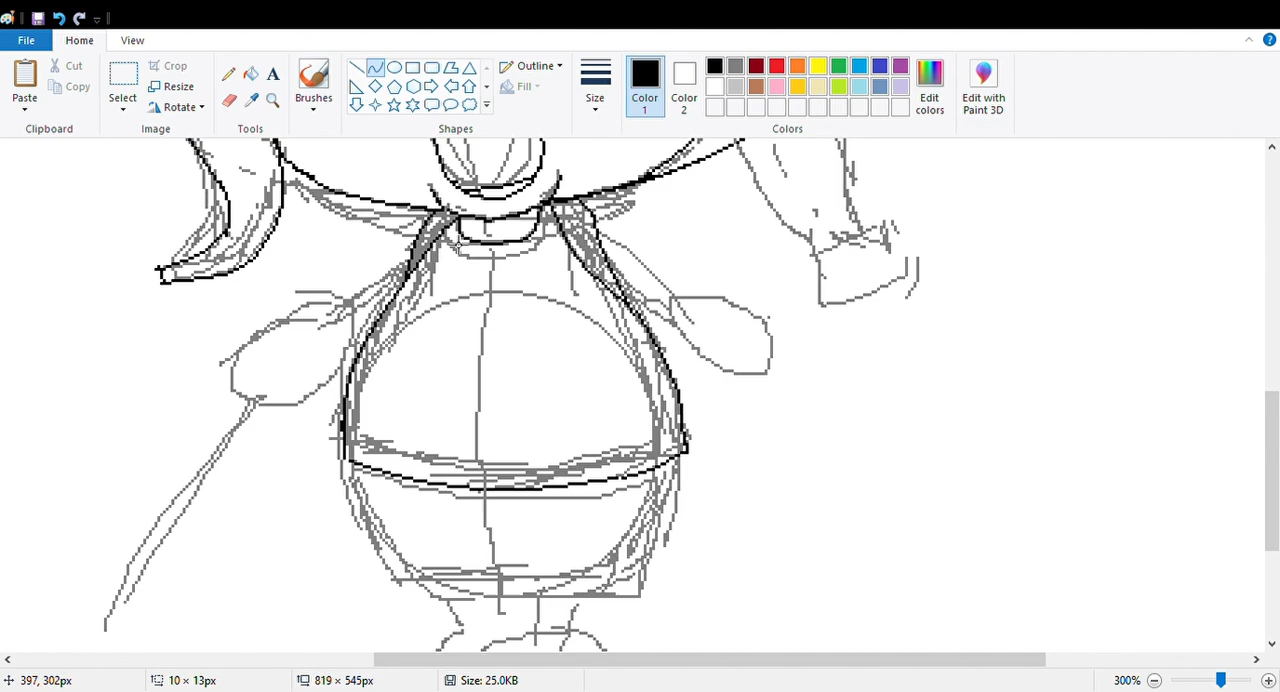 File Home View
Paste Cut Copy
Clipboard
Select Crop Resize Rotate
Image
A
Tools
Brushes
Outline Fill
Shapes
Size
Color 1
Color 2
Edit colors
Colors
Edit with Paint 3D
397, 302px 10 × 13px 819 × 545px Size: 25.0KB 300%